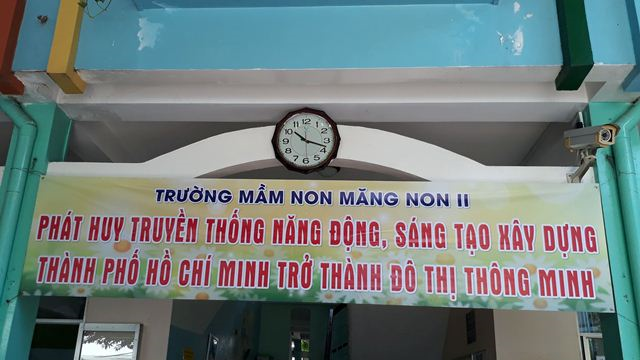 TRƯỜNG MẦM NON MĂNG NON II
PHÁT HUY TRUYỀN THỐNG NĂNG ĐỘNG, SÁNG TẠO XÂY DỰNG
THÀNH PHỐ HỒ CHÍ MINH TRỞ THÀNH ĐÔ THỊ THÔNG MINH